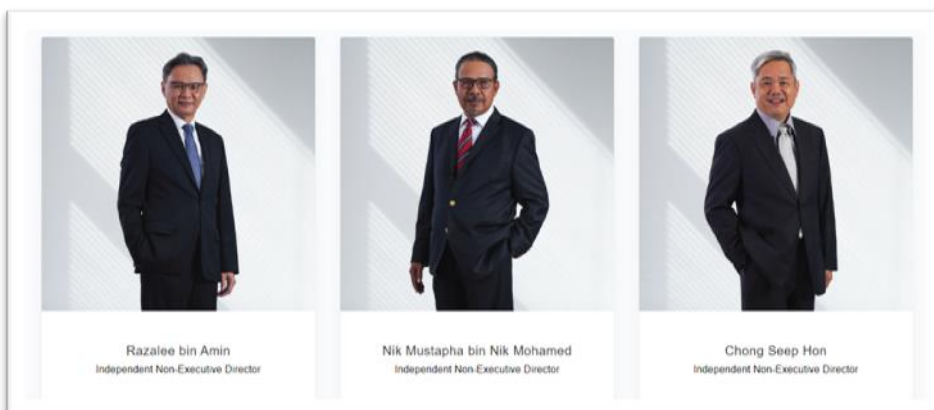 Razalee bin Amin
Independent Non-Executive Director
Nik Mustapha bin Nik Mohamed
Independent Non-Executive Director
Chong Seep Hon
Independent Non-Executive Director